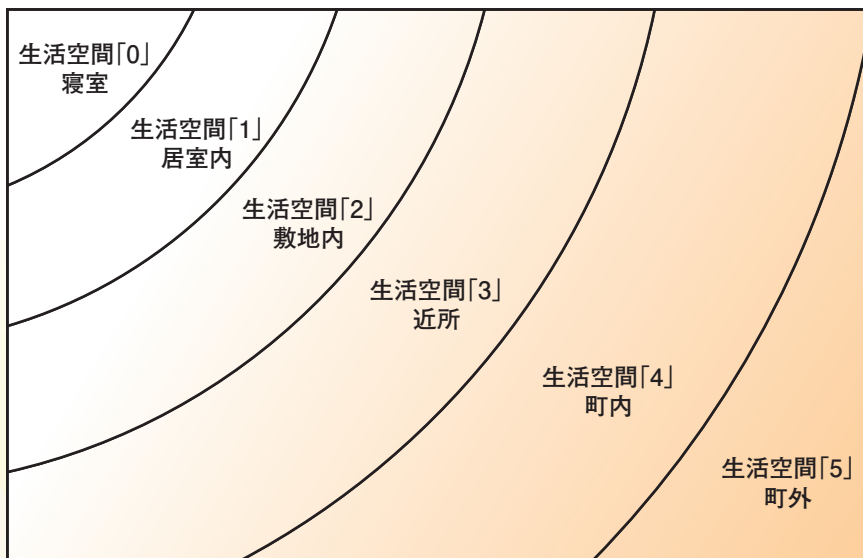 生活空間「0」
寝室
生活空間「1」
居室内
生活空間「2」
敷地内
生活空間「3」
近所
生活空間「4」
町内
生活空間「5」
町外